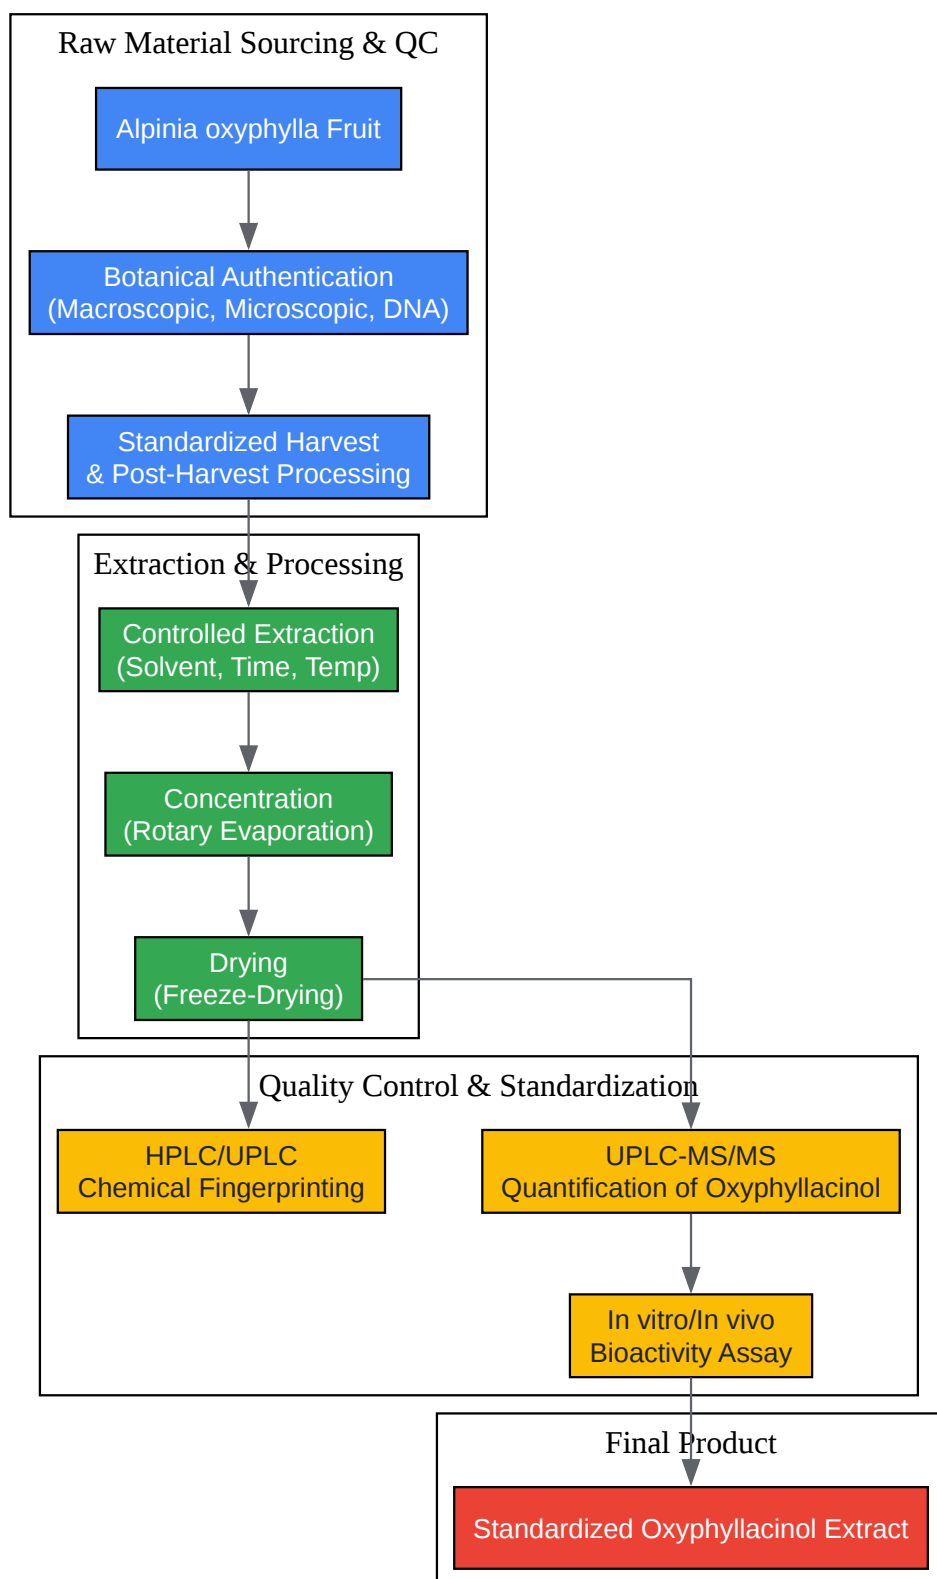 Raw Material Sourcing & QC
Alpinia oxyphylla Fruit
Botanical Authentication
(Macroscopic, Microscopic, DNA)
Standardized Harvest
& Post-Harvest Processing
Extraction & Processing
Controlled Extraction
(Solvent, Time, Temp)
Concentration
(Rotary Evaporation)
Drying
(Freeze-Drying)
Quality Control & Standardization
HPLC/UPLC
Chemical Fingerprinting
UPLC-MS/MS
Quantification of Oxyphyllacinol
In vitro/In vivo
Bioactivity Assay
Final Product
Standardized Oxyphyllacinol Extract